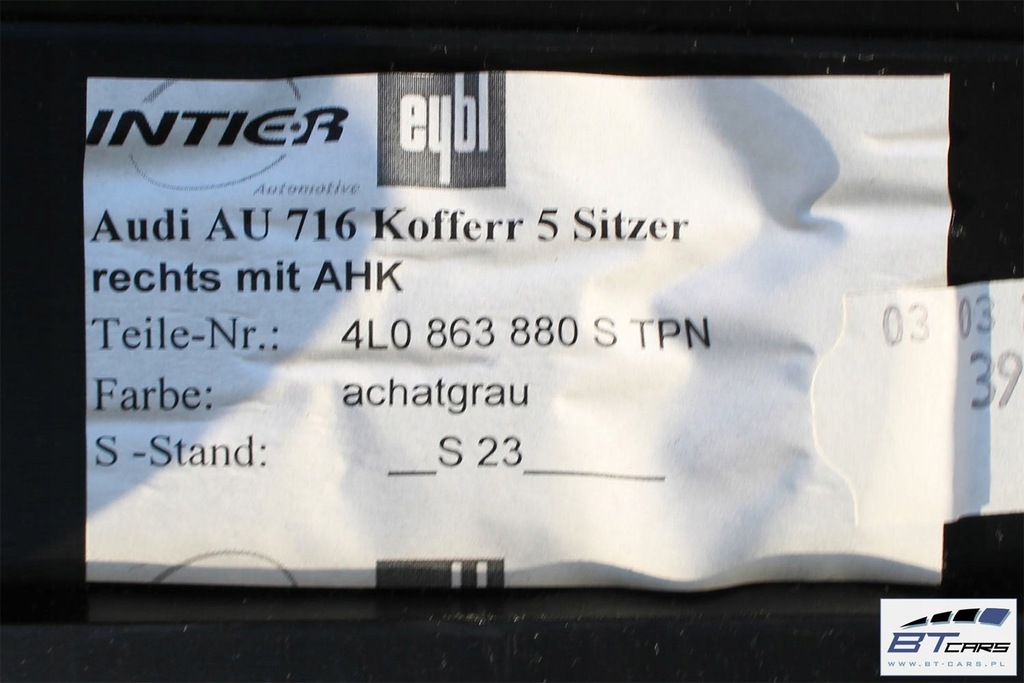 INTIER
Automotive
eybl
Audi AU 716 Kofferr 5 Sitzer
rechts mit AHK
Teile-Nr.: 4L0 863 880 S TPN
Farbe: achatgrau
S -Stand: __S 23______
03 03
39
BT CARS
WWW.BT-CARS.PL